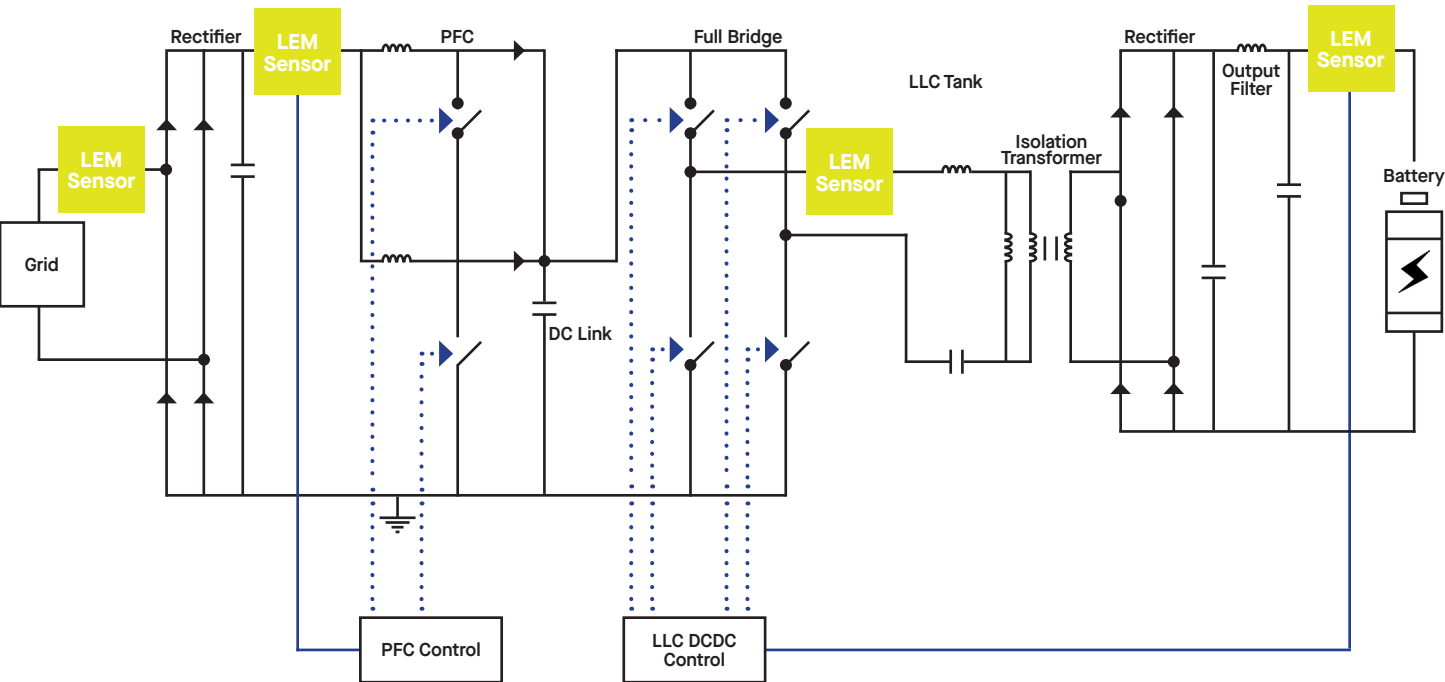 Rectifier
LEM
Sensor
PFC
Full Bridge
LLC Tank
Rectifier
Output
Filter
LEM
Sensor
LEM
Sensor
LEM
Sensor
Isolation
Transformer
Battery
Grid
DC Link
PFC Control
LLC DCDC
Control